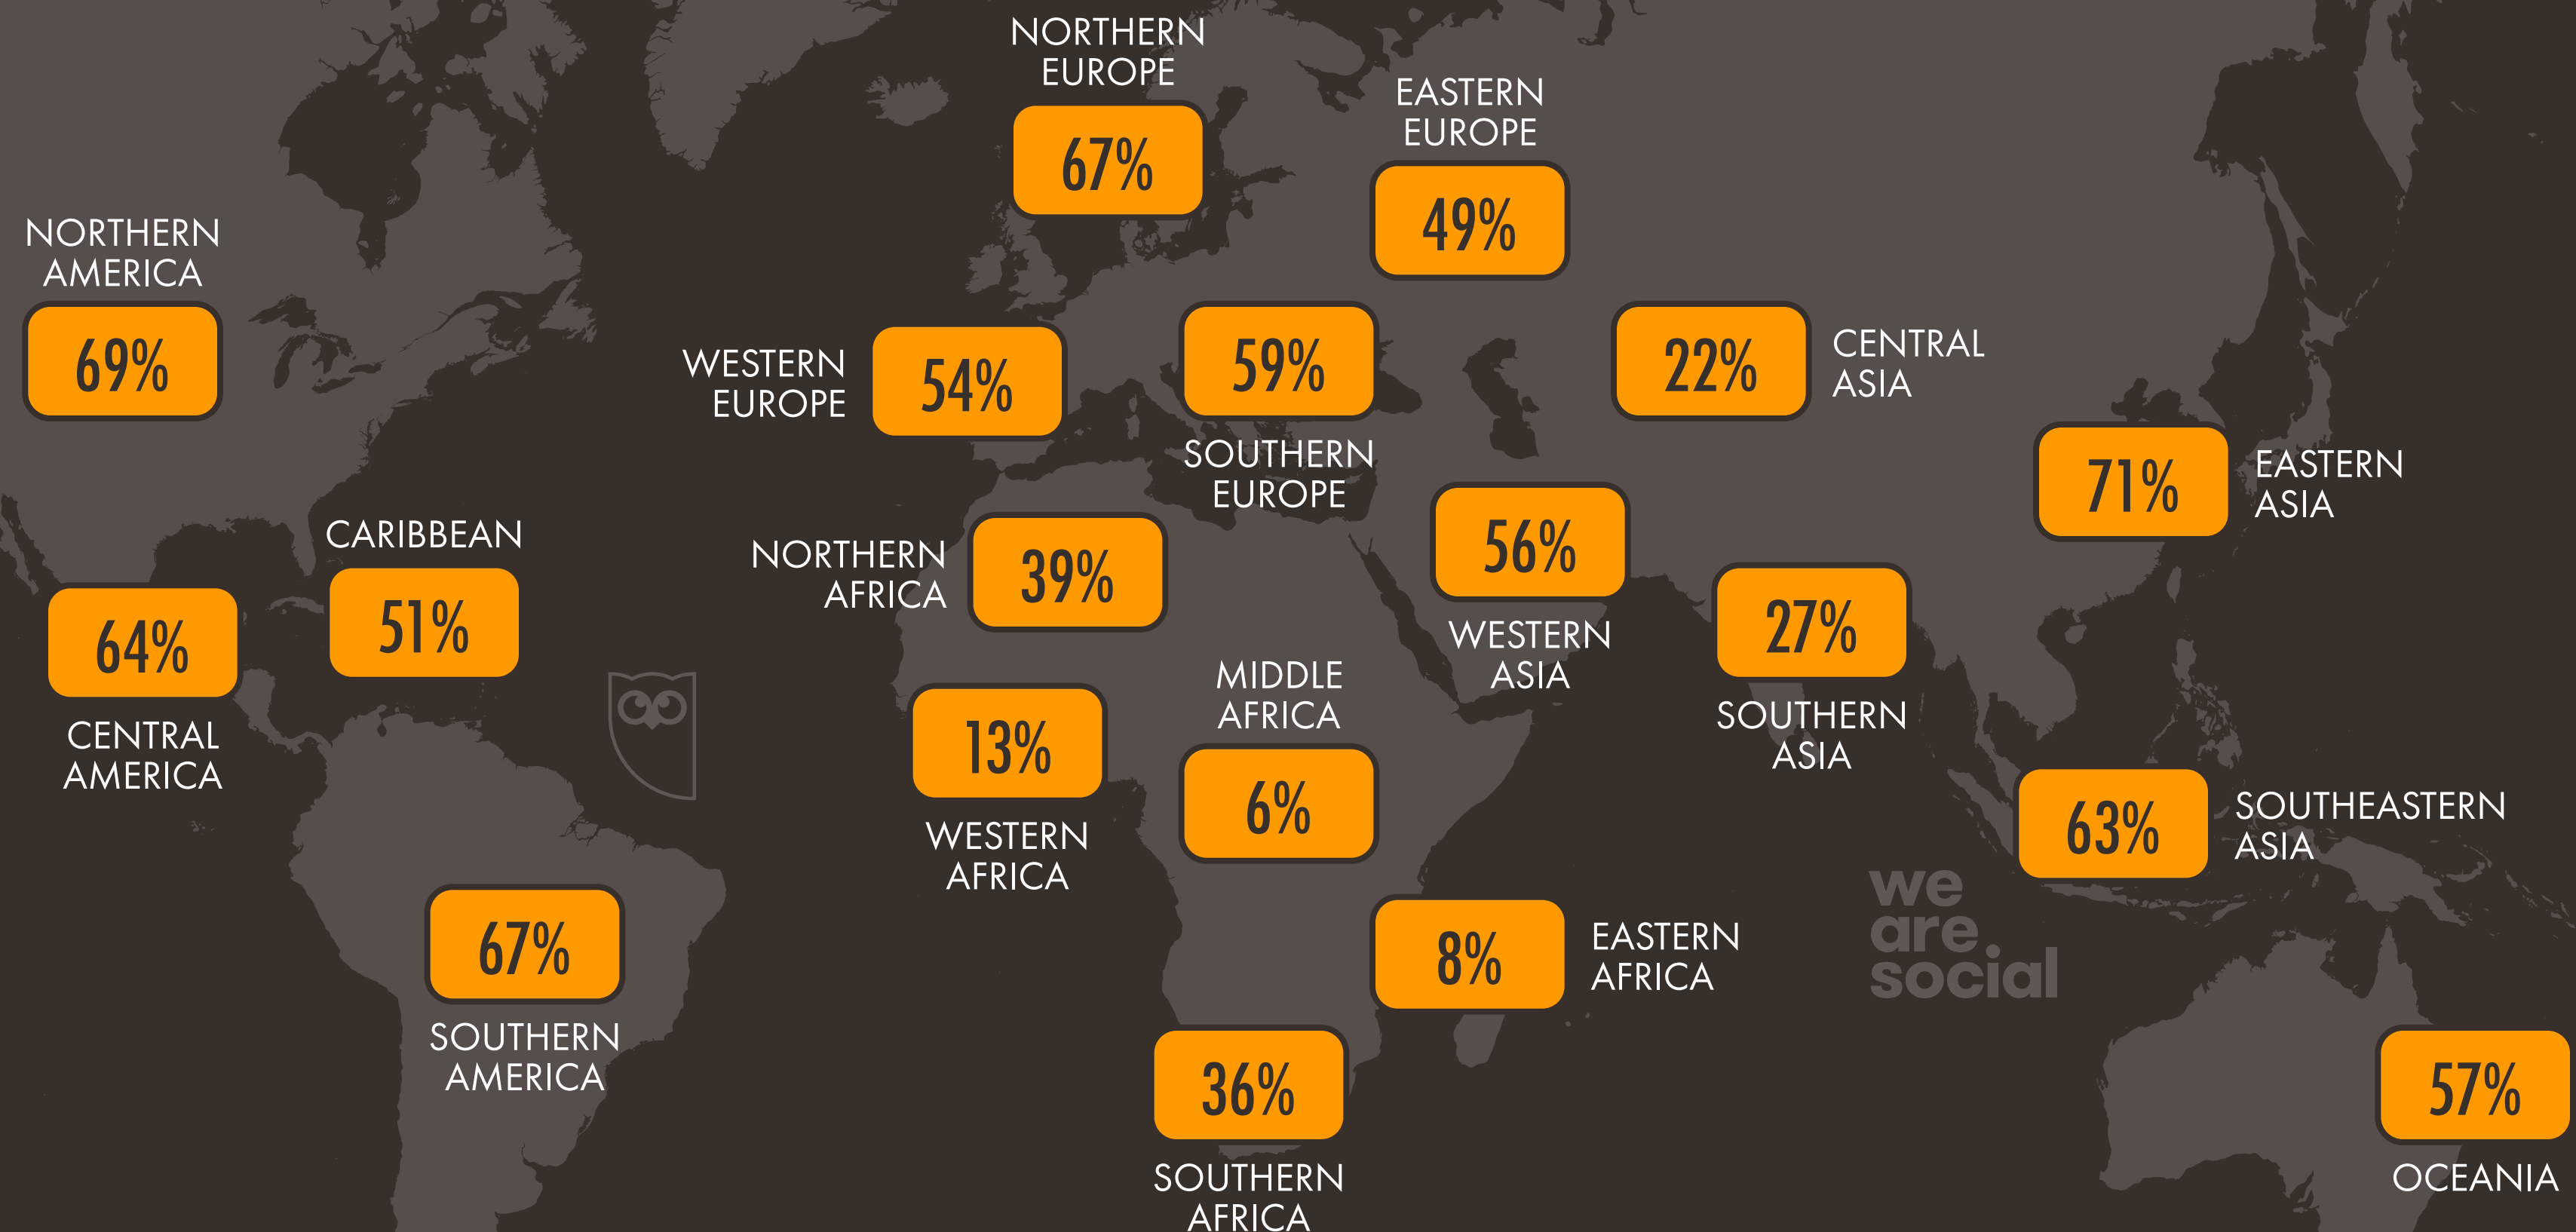 NORTHERN
EUROPE
67%
EASTERN
EUROPE
49%
NORTHERN
AMERICA
69%
WESTERN
EUROPE
54%
59%
SOUTHERN
EUROPE
22%
CENTRAL
ASIA
71%
EASTERN
ASIA
CARIBBEAN
51%
64%
CENTRAL
AMERICA
NORTHERN
AFRICA
39%
56%
WESTERN
ASIA
27%
SOUTHERN
ASIA
13%
WESTERN
AFRICA
MIDDLE
AFRICA
6%
63%
SOUTHEASTERN
ASIA
67%
SOUTHERN
AMERICA
8%
EASTERN
AFRICA
we
are
social
36%
SOUTHERN
AFRICA
57%
OCEANIA